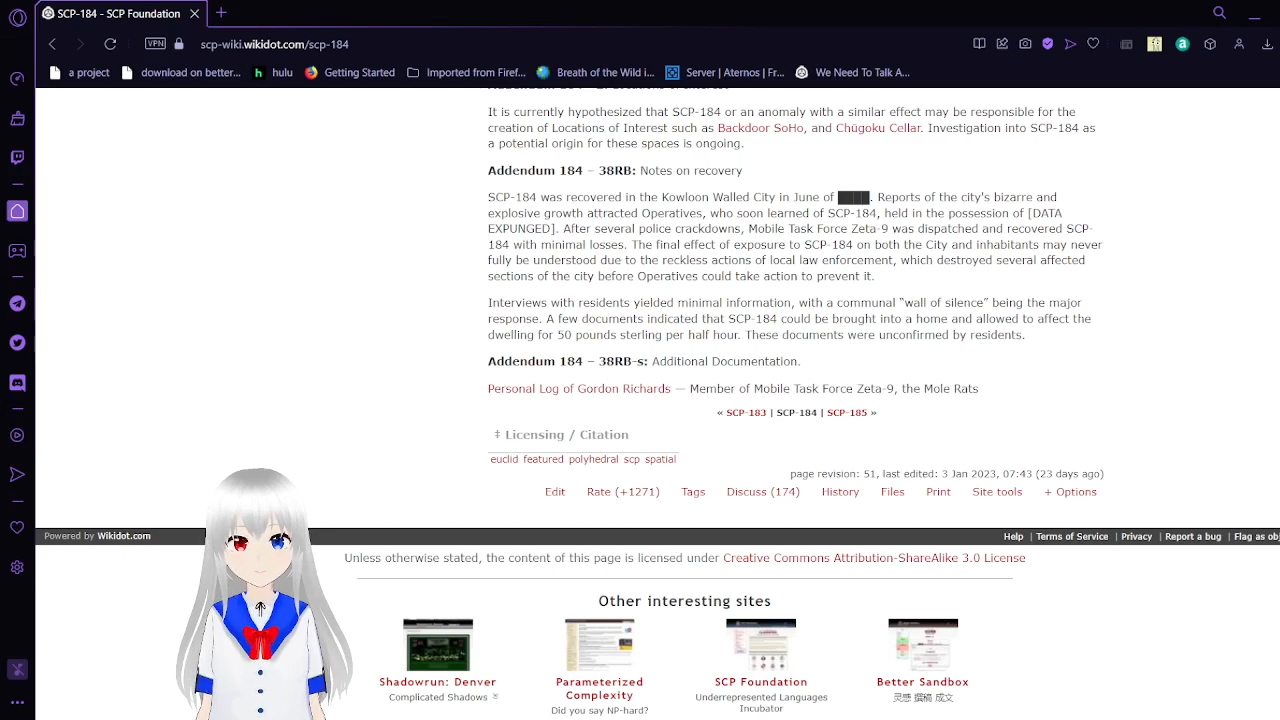 SCP-184 - SCP Foundation
VPN
scp-wiki.wikidot.com/scp-184
a project
download on better...
hulu
Getting Started
Imported from Firef...
Breath of the Wild i...
Server | Aternos | Fr...
We Need To Talk A...
It is currently hypothesized that SCP-184 or an anomaly with a similar effect may be responsible for the
creation of Locations of Interest such as Backdoor SoHo, and Chūgoku Cellar. Investigation into SCP-184 as
a potential origin for these spaces is ongoing.
Addendum 184 – 38RB: Notes on recovery
SCP-184 was recovered in the Kowloon Walled City in June of ████. Reports of the city's bizarre and
explosive growth attracted Operatives, who soon learned of SCP-184, held in the possession of [DATA
EXPUNGED]. After several police crackdowns, Mobile Task Force Zeta-9 was dispatched and recovered SCP-
184 with minimal losses. The final effect of exposure to SCP-184 on both the City and inhabitants may never
fully be understood due to the reckless actions of local law enforcement, which destroyed several affected
sections of the city before Operatives could take action to prevent it.
Interviews with residents yielded minimal information, with a communal “wall of silence” being the major
response. A few documents indicated that SCP-184 could be brought into a home and allowed to affect the
dwelling for 50 pounds sterling per half hour. These documents were unconfirmed by residents.
Addendum 184 – 38RB-s: Additional Documentation.
Personal Log of Gordon Richards — Member of Mobile Task Force Zeta-9, the Mole Rats
« SCP-183 | SCP-184 | SCP-185 »
‡ Licensing / Citation
euclid featured polyhedral scp spatial
page revision: 51, last edited: 3 Jan 2023, 07:43 (23 days ago)
Edit Rate (+1271) Tags Discuss (174) History Files Print Site tools + Options
Powered by Wikidot.com
Help | Terms of Service | Privacy | Report a bug | Flag as obj
Unless otherwise stated, the content of this page is licensed under Creative Commons Attribution-ShareAlike 3.0 License
Other interesting sites
Shadowrun: Denver
Complicated Shadows
Parameterized
Complexity
Did you say NP-hard?
SCP Foundation
Underrepresented Languages
Incubator
Better Sandbox
灵感 撰稿 成文